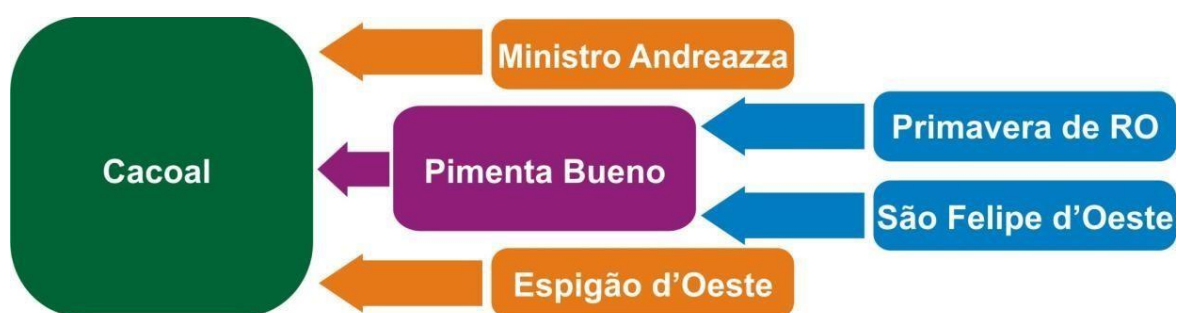 Ministro Andreazza
Primavera de RO
Cacoal
Pimenta Bueno
São Felipe d’Oeste
Espigão d’Oeste